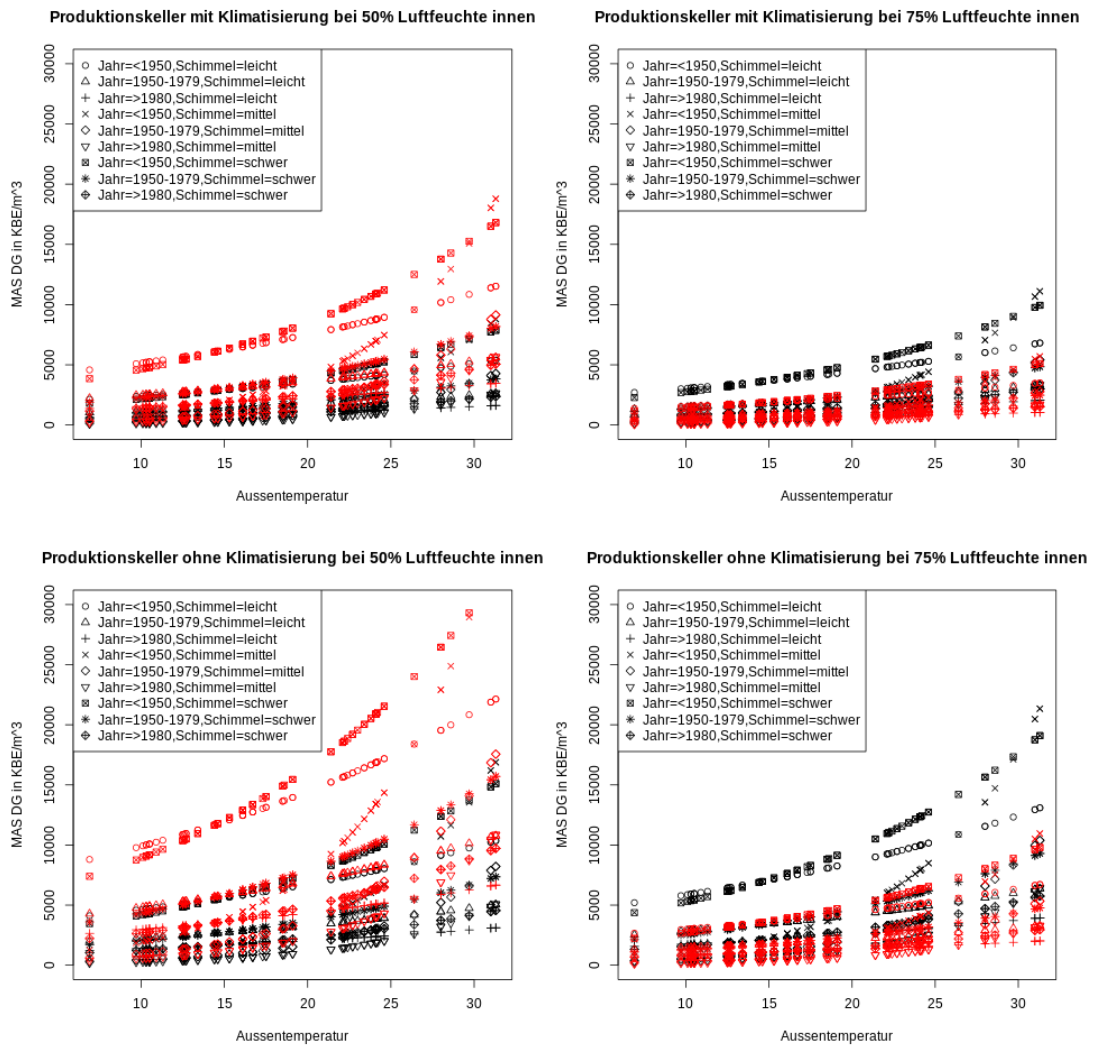 Produktionskeller mit Klimatisierung bei 50% Luftfeuchte innen
30000
25000
20000
15000
10000
5000
0
MAS DG in KBE/m^3
Jahr=<1950,Schimmel=leicht
Jahr=1950-1979,Schimmel=leicht
Jahr=>1980,Schimmel=leicht
Jahr=<1950,Schimmel=mittel
Jahr=1950-1979,Schimmel=mittel
Jahr=>1980,Schimmel=mittel
Jahr=<1950,Schimmel=schwer
Jahr=1950-1979,Schimmel=schwer
Jahr=>1980,Schimmel=schwer
10 15 20 25 30
Aussentemperatur
Produktionskeller mit Klimatisierung bei 75% Luftfeuchte innen
30000
25000
20000
15000
10000
5000
0
MAS DG in KBE/m^3
Jahr=<1950,Schimmel=leicht
Jahr=1950-1979,Schimmel=leicht
Jahr=>1980,Schimmel=leicht
Jahr=<1950,Schimmel=mittel
Jahr=1950-1979,Schimmel=mittel
Jahr=>1980,Schimmel=mittel
Jahr=<1950,Schimmel=schwer
Jahr=1950-1979,Schimmel=schwer
Jahr=>1980,Schimmel=schwer
10 15 20 25 30
Aussentemperatur
Produktionskeller ohne Klimatisierung bei 50% Luftfeuchte innen
30000
25000
20000
15000
10000
5000
0
MAS DG in KBE/m^3
Jahr=<1950,Schimmel=leicht
Jahr=1950-1979,Schimmel=leicht
Jahr=>1980,Schimmel=leicht
Jahr=<1950,Schimmel=mittel
Jahr=1950-1979,Schimmel=mittel
Jahr=>1980,Schimmel=mittel
Jahr=<1950,Schimmel=schwer
Jahr=1950-1979,Schimmel=schwer
Jahr=>1980,Schimmel=schwer
10 15 20 25 30
Aussentemperatur
Produktionskeller ohne Klimatisierung bei 75% Luftfeuchte innen
30000
25000
20000
15000
10000
5000
0
MAS DG in KBE/m^3
Jahr=<1950,Schimmel=leicht
Jahr=1950-1979,Schimmel=leicht
Jahr=>1980,Schimmel=leicht
Jahr=<1950,Schimmel=mittel
Jahr=1950-1979,Schimmel=mittel
Jahr=>1980,Schimmel=mittel
Jahr=<1950,Schimmel=schwer
Jahr=1950-1979,Schimmel=schwer
Jahr=>1980,Schimmel=schwer
10 15 20 25 30
Aussentemperatur